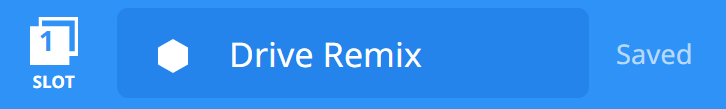 1
SLOT
Drive Remix
Saved